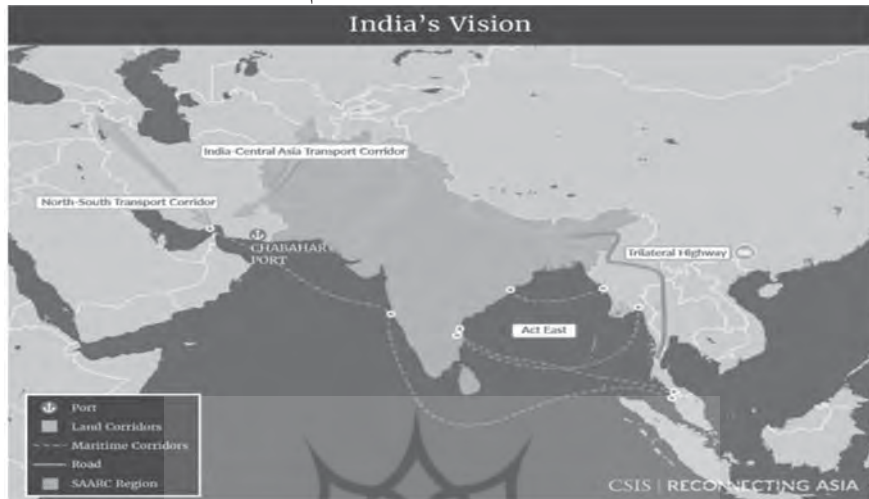 India's Vision
India-Central Asia Transport Corridor
North-South Transport Corridor
CHABAHAR
PORT
Trilateral Highway
Act East
Port
Land Corridors
Maritime Corridors
Road
SAARC Region
CSIS | RECONNECTING ASIA